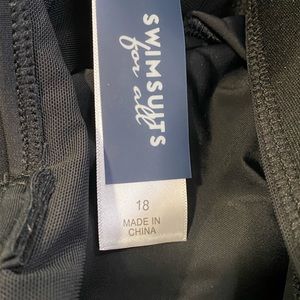 SWIMSUITS
for all
18
MADE IN
CHINA